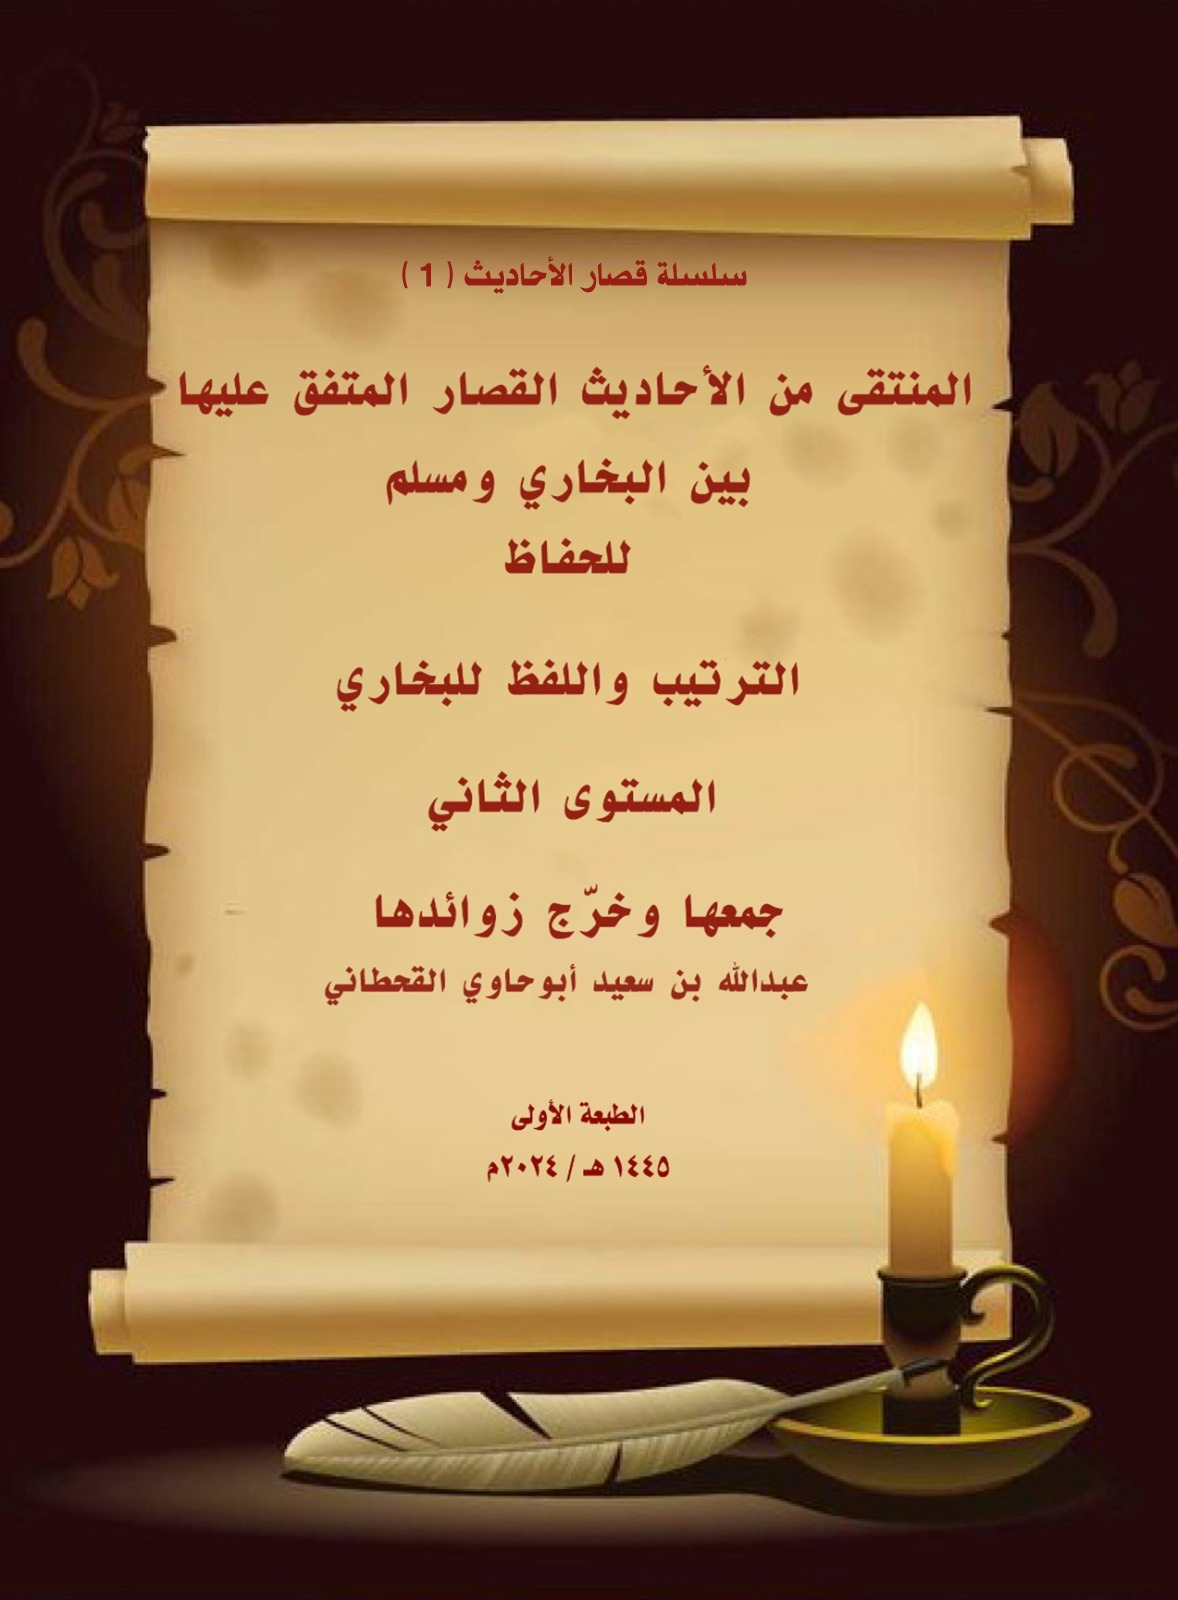 سلسلة قصار الأحاديث ( 1 )
المنتقى من الأحاديث القصار المتفق عليها
بين البخاري ومسلم
للحفاظ
الترتيب واللفظ للبخاري
المستوى الثاني
جمعها وخرّج زوائدها
عبدالله بن سعيد أبوحاوي القحطاني
الطبعة الأولى
١٤٤٥ هـ / ٢٠٢٤م